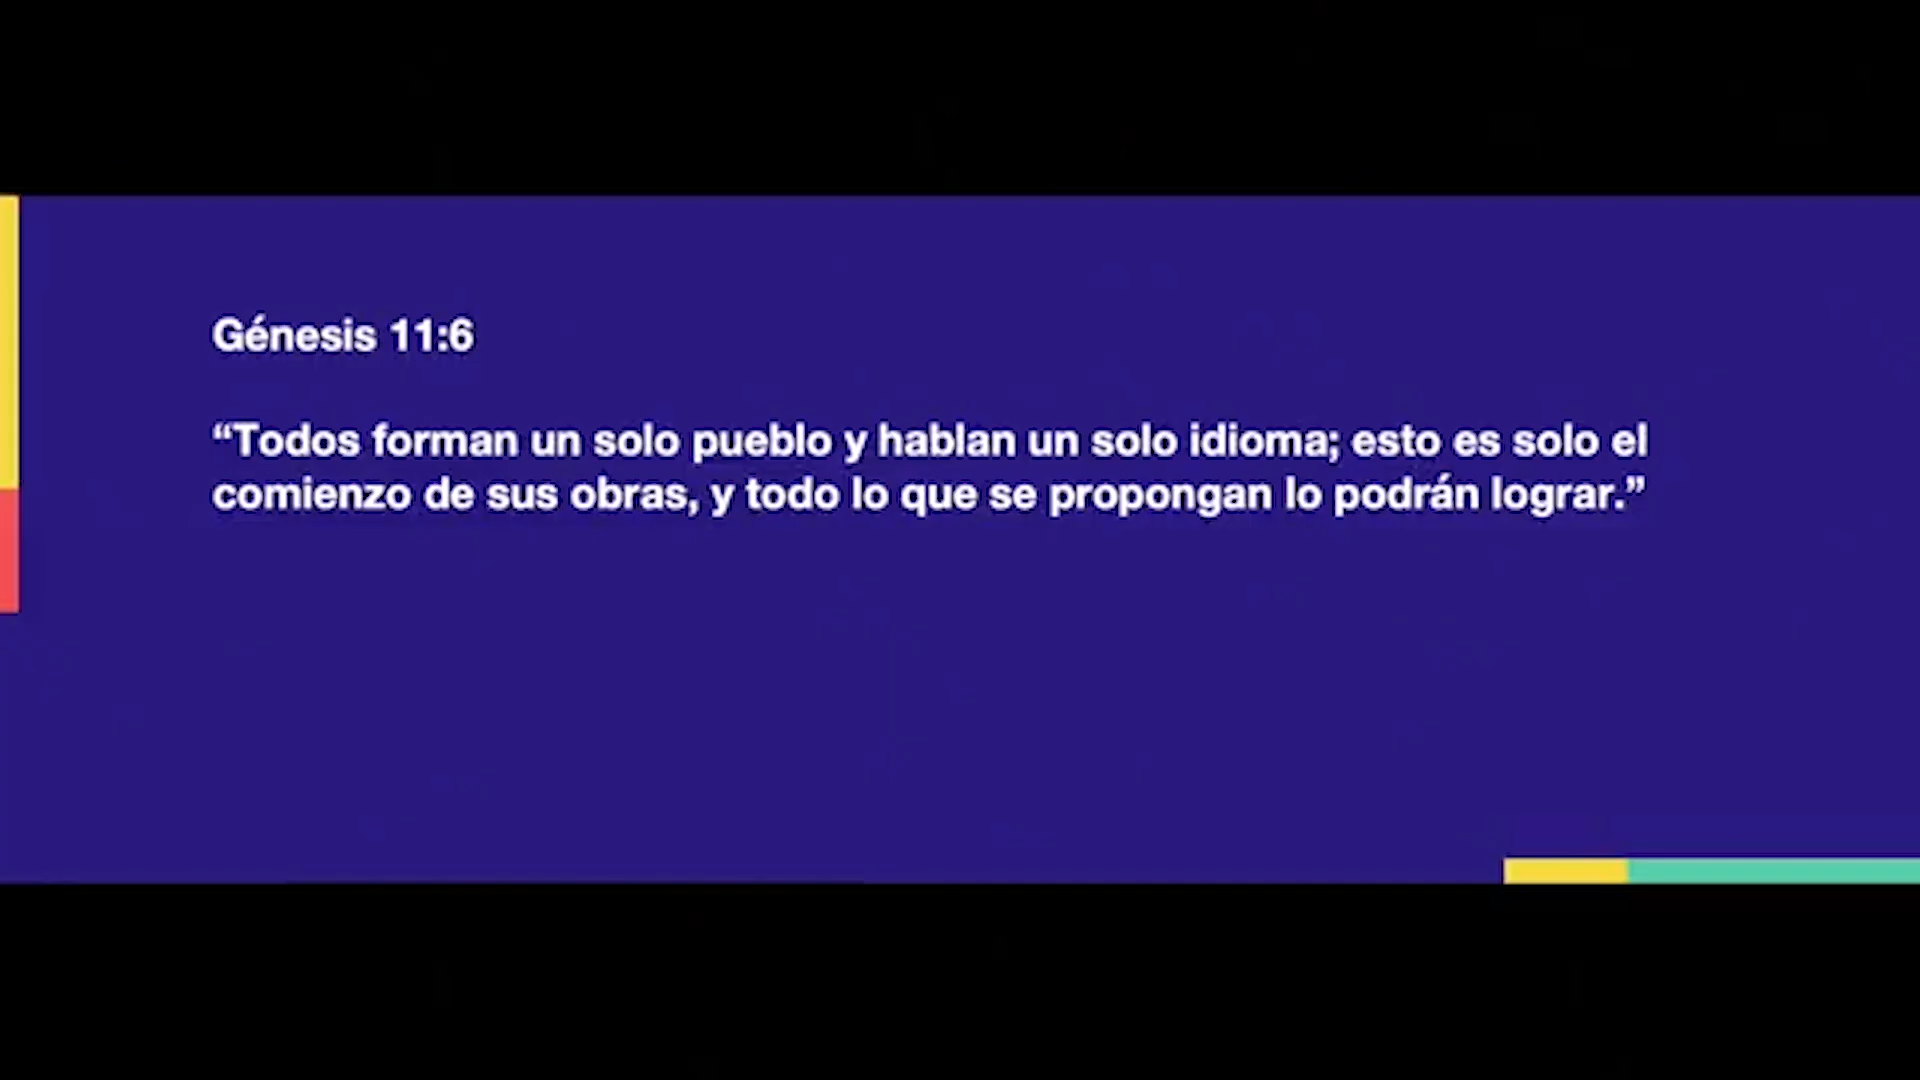 Génesis 11:6
“Todos forman un solo pueblo y hablan un solo idioma; esto es solo el
comienzo de sus obras, y todo lo que se propongan lo podrán lograr.”